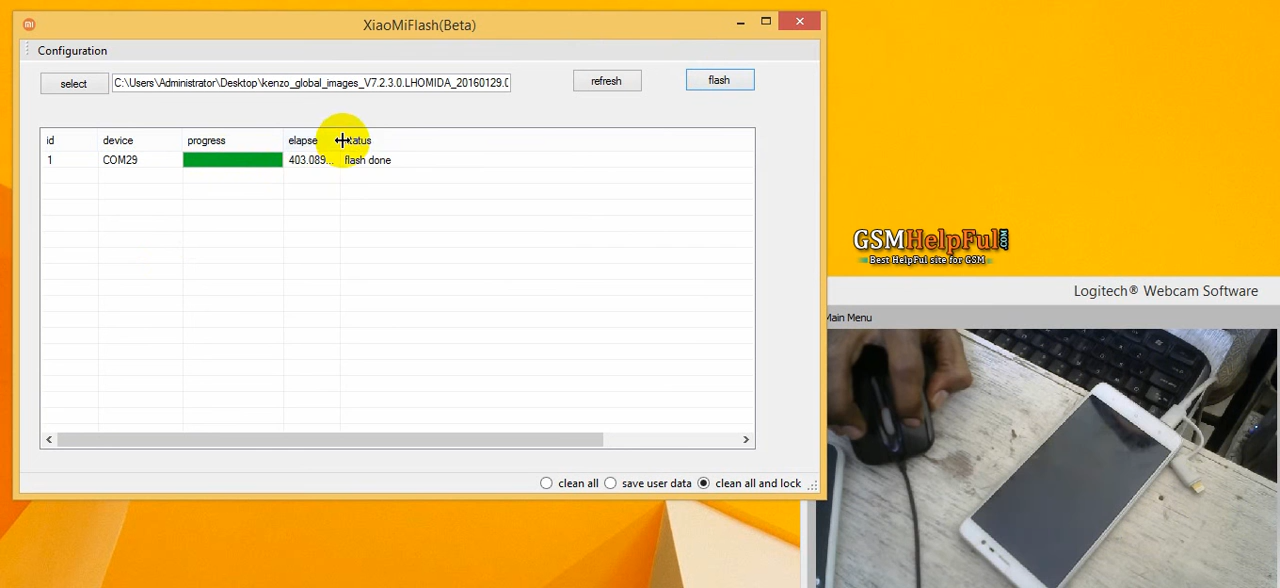 XiaoMiFlash(Beta)
Configuration
select
C:\Users\Administrator\Desktop\kenzo_global_images_V7.2.3.0.LHOMIDA_20160129.0
refresh
flash
id device progress elapse status
1 COM29 403.089... flash done
clean all save user data clean all and lock
GSMHelpFul.COM
Best HelpFul site for GSM
Logitech® Webcam Software
Main Menu